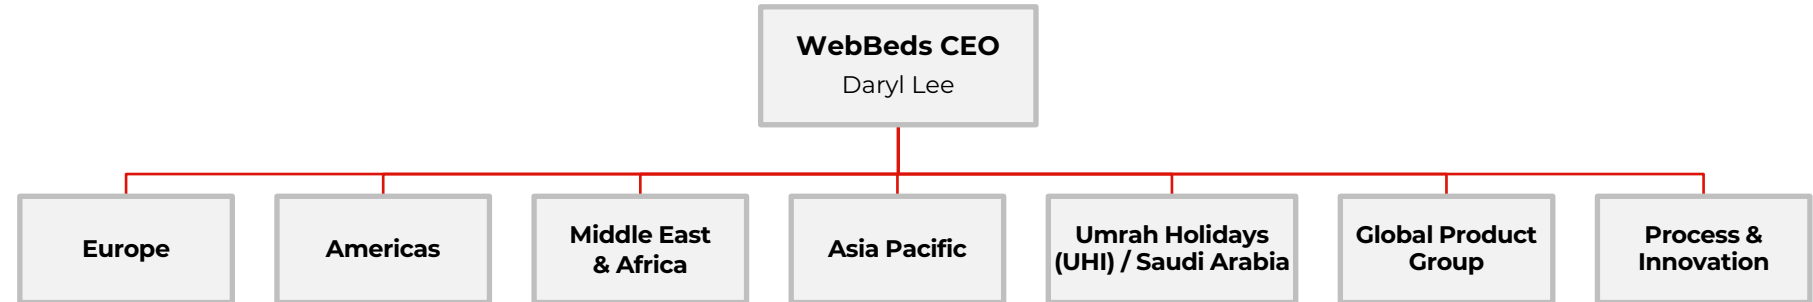 WebBeds CEO
Daryl Lee
Europe
Americas
Middle East
& Africa
Asia Pacific
Umrah Holidays
(UHI) / Saudi Arabia
Global Product
Group
Process &
Innovation